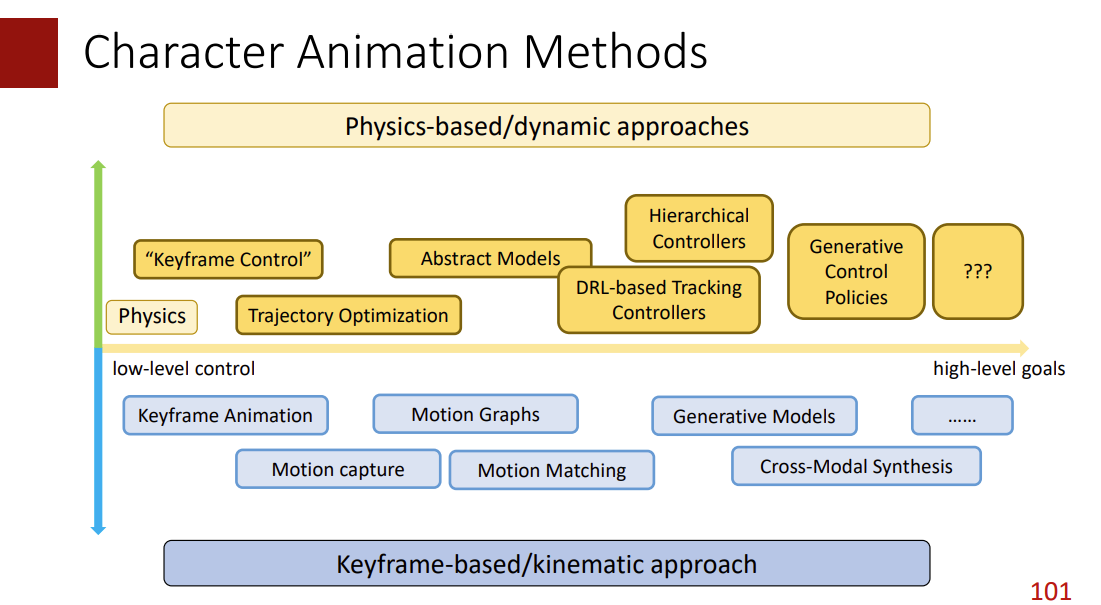 Character Animation Methods
Physics-based/dynamic approaches
Hierarchical
Controllers
“Keyframe Control”
Abstract Models
Generative
Control
Policies
???
DRL-based Tracking
Controllers
Physics
Trajectory Optimization
low-level control
high-level goals
Keyframe Animation
Motion Graphs
Generative Models
......
Motion capture
Motion Matching
Cross-Modal Synthesis
Keyframe-based/kinematic approach
101